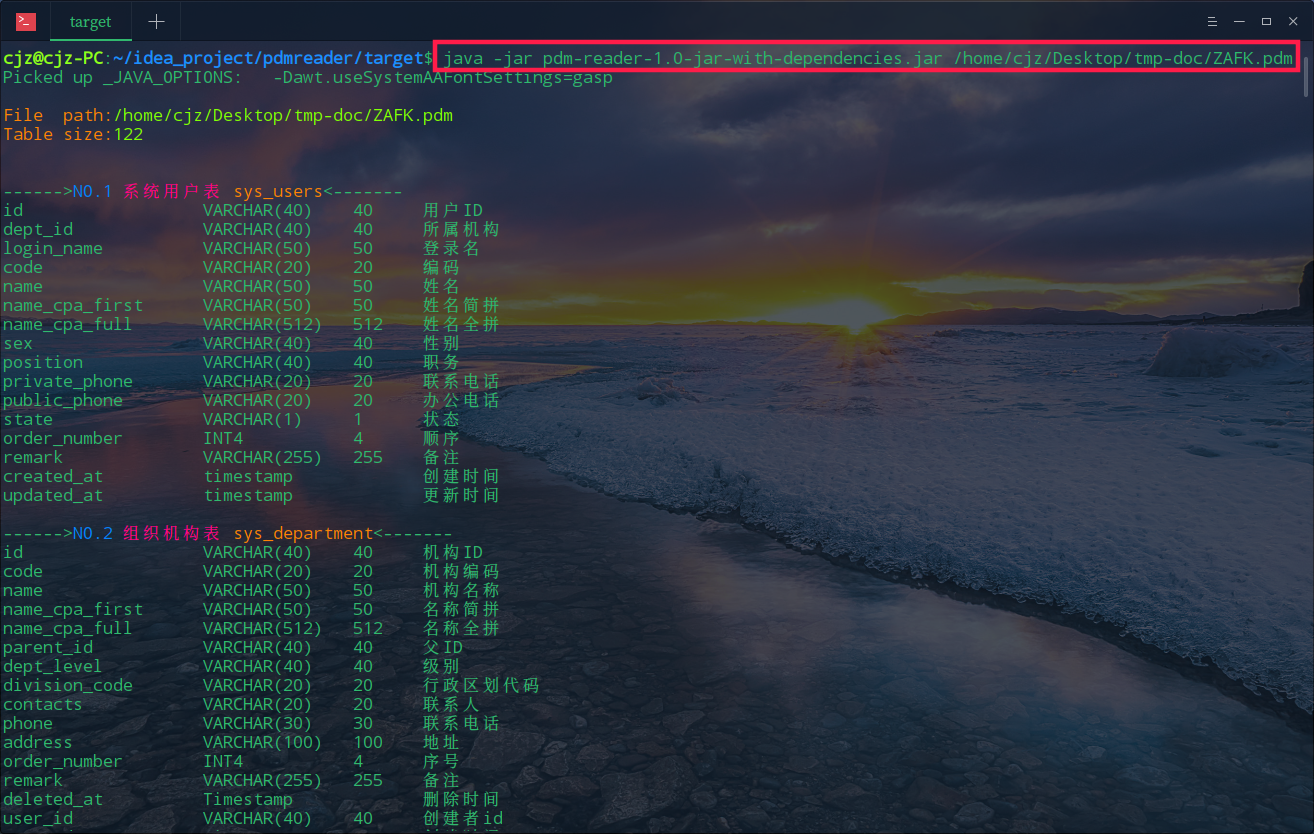 target
cjz@cjz-PC:~/idea_project/pdmreader/target$ java -jar pdm-reader-1.0-jar-with-dependencies.jar /home/cjz/Desktop/tmp-doc/ZAFK.pdm
Picked up _JAVA_OPTIONS:   -Dawt.useSystemAAFontSettings=gasp
File  path:/home/cjz/Desktop/tmp-doc/ZAFK.pdm
Table size:122
------>NO.1 系统用户表 sys_users<-------
id VARCHAR(40) 40 用户ID
dept_id VARCHAR(40) 40 所属机构
login_name VARCHAR(50) 50 登录名
code VARCHAR(20) 20 编码
name VARCHAR(50) 50 姓名
name_cpa_first VARCHAR(50) 50 姓名简拼
name_cpa_full VARCHAR(512) 512 姓名全拼
sex VARCHAR(40) 40 性别
position VARCHAR(40) 40 职务
private_phone VARCHAR(20) 20 联系电话
public_phone VARCHAR(20) 20 办公电话
state VARCHAR(1) 1 状态
order_number INT4 4 顺序
remark VARCHAR(255) 255 备注
created_at timestamp 创建时间
updated_at timestamp 更新时间
------>NO.2 组织机构表 sys_department<-------
id VARCHAR(40) 40 机构ID
code VARCHAR(20) 20 机构编码
name VARCHAR(50) 50 机构名称
name_cpa_first VARCHAR(50) 50 名称简拼
name_cpa_full VARCHAR(512) 512 名称全拼
parent_id VARCHAR(40) 40 父ID
dept_level VARCHAR(40) 40 级别
division_code VARCHAR(20) 20 行政区划代码
contacts VARCHAR(20) 20 联系人
phone VARCHAR(30) 30 联系电话
address VARCHAR(100) 100 地址
order_number INT4 4 序号
remark VARCHAR(255) 255 备注
deleted_at Timestamp 删除时间
user_id VARCHAR(40) 40 创建者id